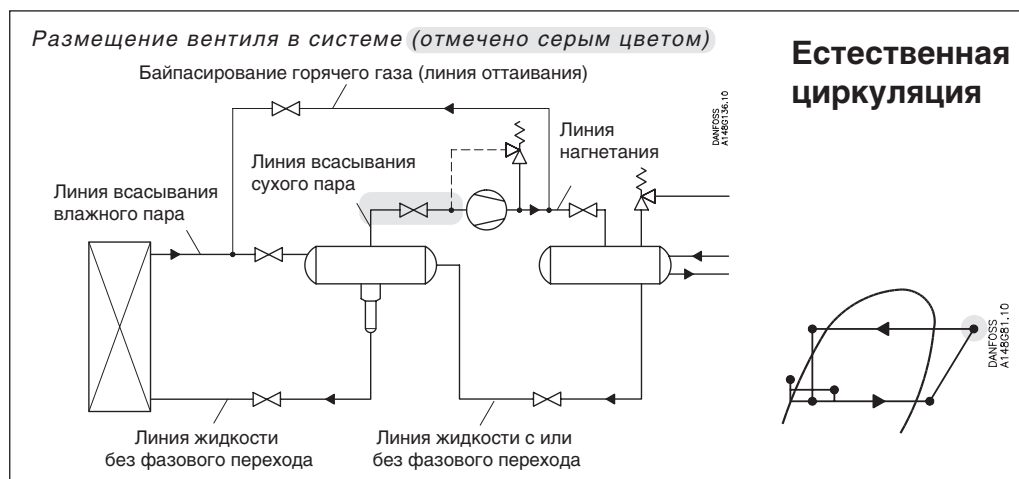 Размещение вентиля в системе (отмечено серым цветом)
Естественная
циркуляция
Байпасирование горячего газа (линия оттаивания)
DANFOSS
A148G136.10
Линия
нагнетания
Линия всасывания
сухого пара
Линия всасывания
влажного пара
DANFOSS
A148G81.10
Линия жидкости
без фазового перехода
Линия жидкости с или
без фазового перехода